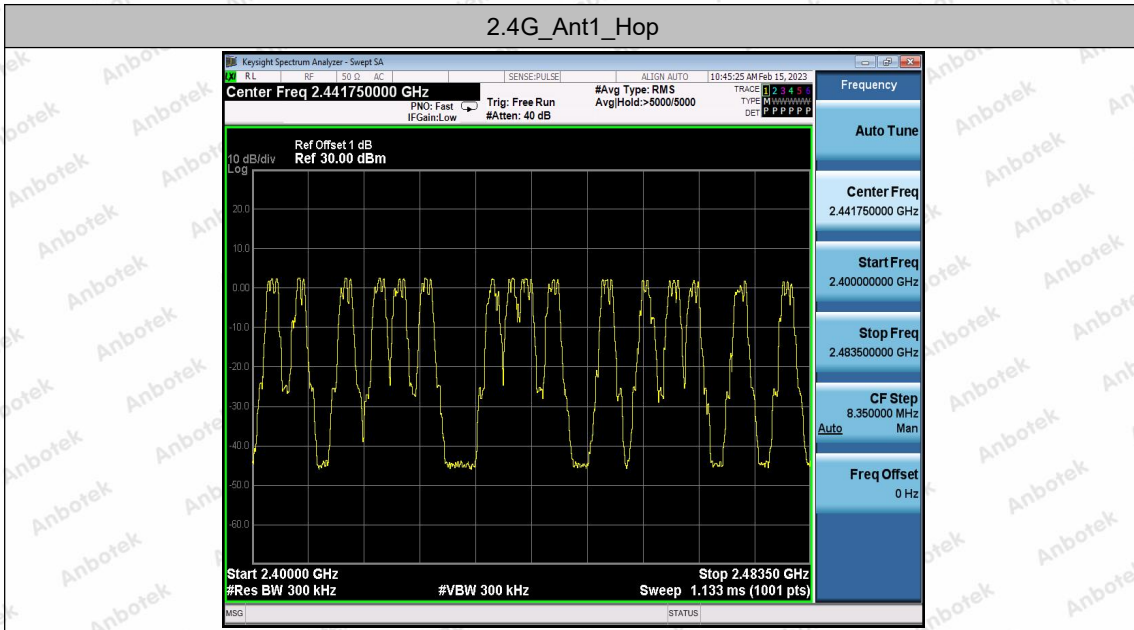 2.4G_Ant1_Hop
Keysight Spectrum Analyzer - Swept SA
LXI RL RF 50 Ω AC SENSE:PULSE ALIGN AUTO 10:45:25 AM Feb 15, 2023
Center Freq 2.441750000 GHz
PNO: Fast
IFGain:Low
Trig: Free Run
#Atten: 40 dB
#Avg Type: RMS
Avg|Hold:>5000/5000
TRACE 1 2 3 4 5 6
TYPE M WWWWW
DET P P P P P P
Ref Offset 1 dB
10 dB/div Ref 30.00 dBm
Log
20.0
10.0
0.00
-10.0
-20.0
-30.0
-40.0
-50.0
-60.0
Start 2.40000 GHz Stop 2.48350 GHz
#Res BW 300 kHz #VBW 300 kHz Sweep 1.133 ms (1001 pts)
MSG STATUS
Frequency
Auto Tune
Center Freq
2.441750000 GHz
Start Freq
2.400000000 GHz
Stop Freq
2.483500000 GHz
CF Step
8.350000 MHz
Auto Man
Freq Offset
0 Hz
Anbotek